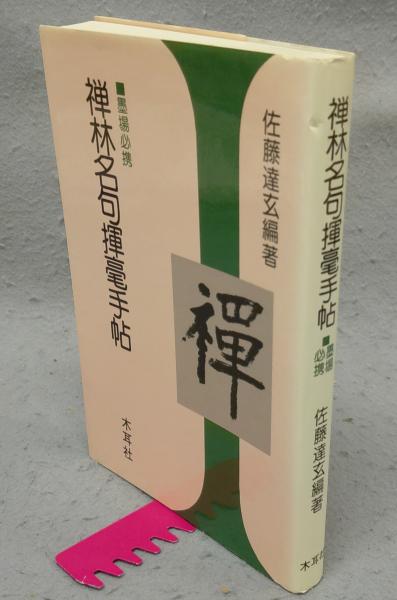 ■墨場必携
禅林名句揮毫手帖
佐藤達玄編著
禪
木耳社
禅林名句揮毫手帖
■墨場必携
佐藤達玄編著
木耳社